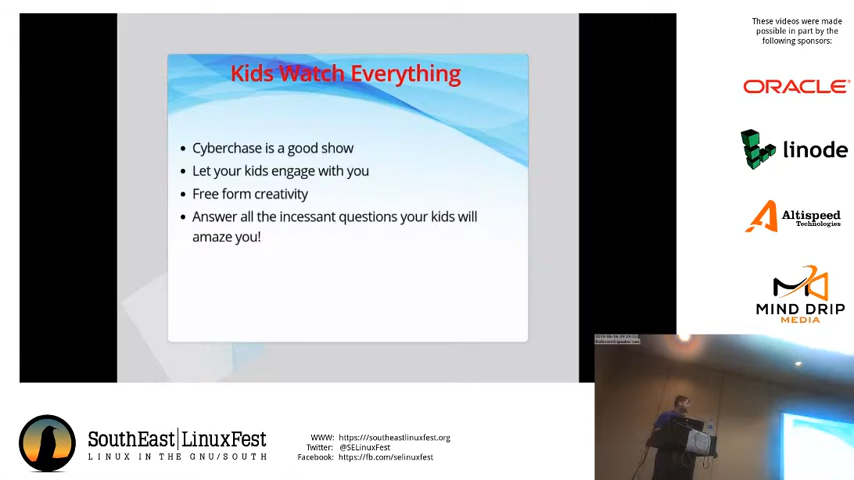 These videos were made
possible in part by the
following sponsors:
Kids Watch Everything
ORACLE
• Cyberchase is a good show
linode
• Let your kids engage with you
• Free form creativity
Altispeed
Technologies
• Answer all the incessant questions your kids will
amaze you!
MIND DRIP
MEDIA
SouthEast|LinuxFest
LINUX IN THE GNU/SOUTH
WWW: https:///southeastlinuxfest.org
Twitter: @SELinuxFest
Facebook: https://fb.com/selinuxfest